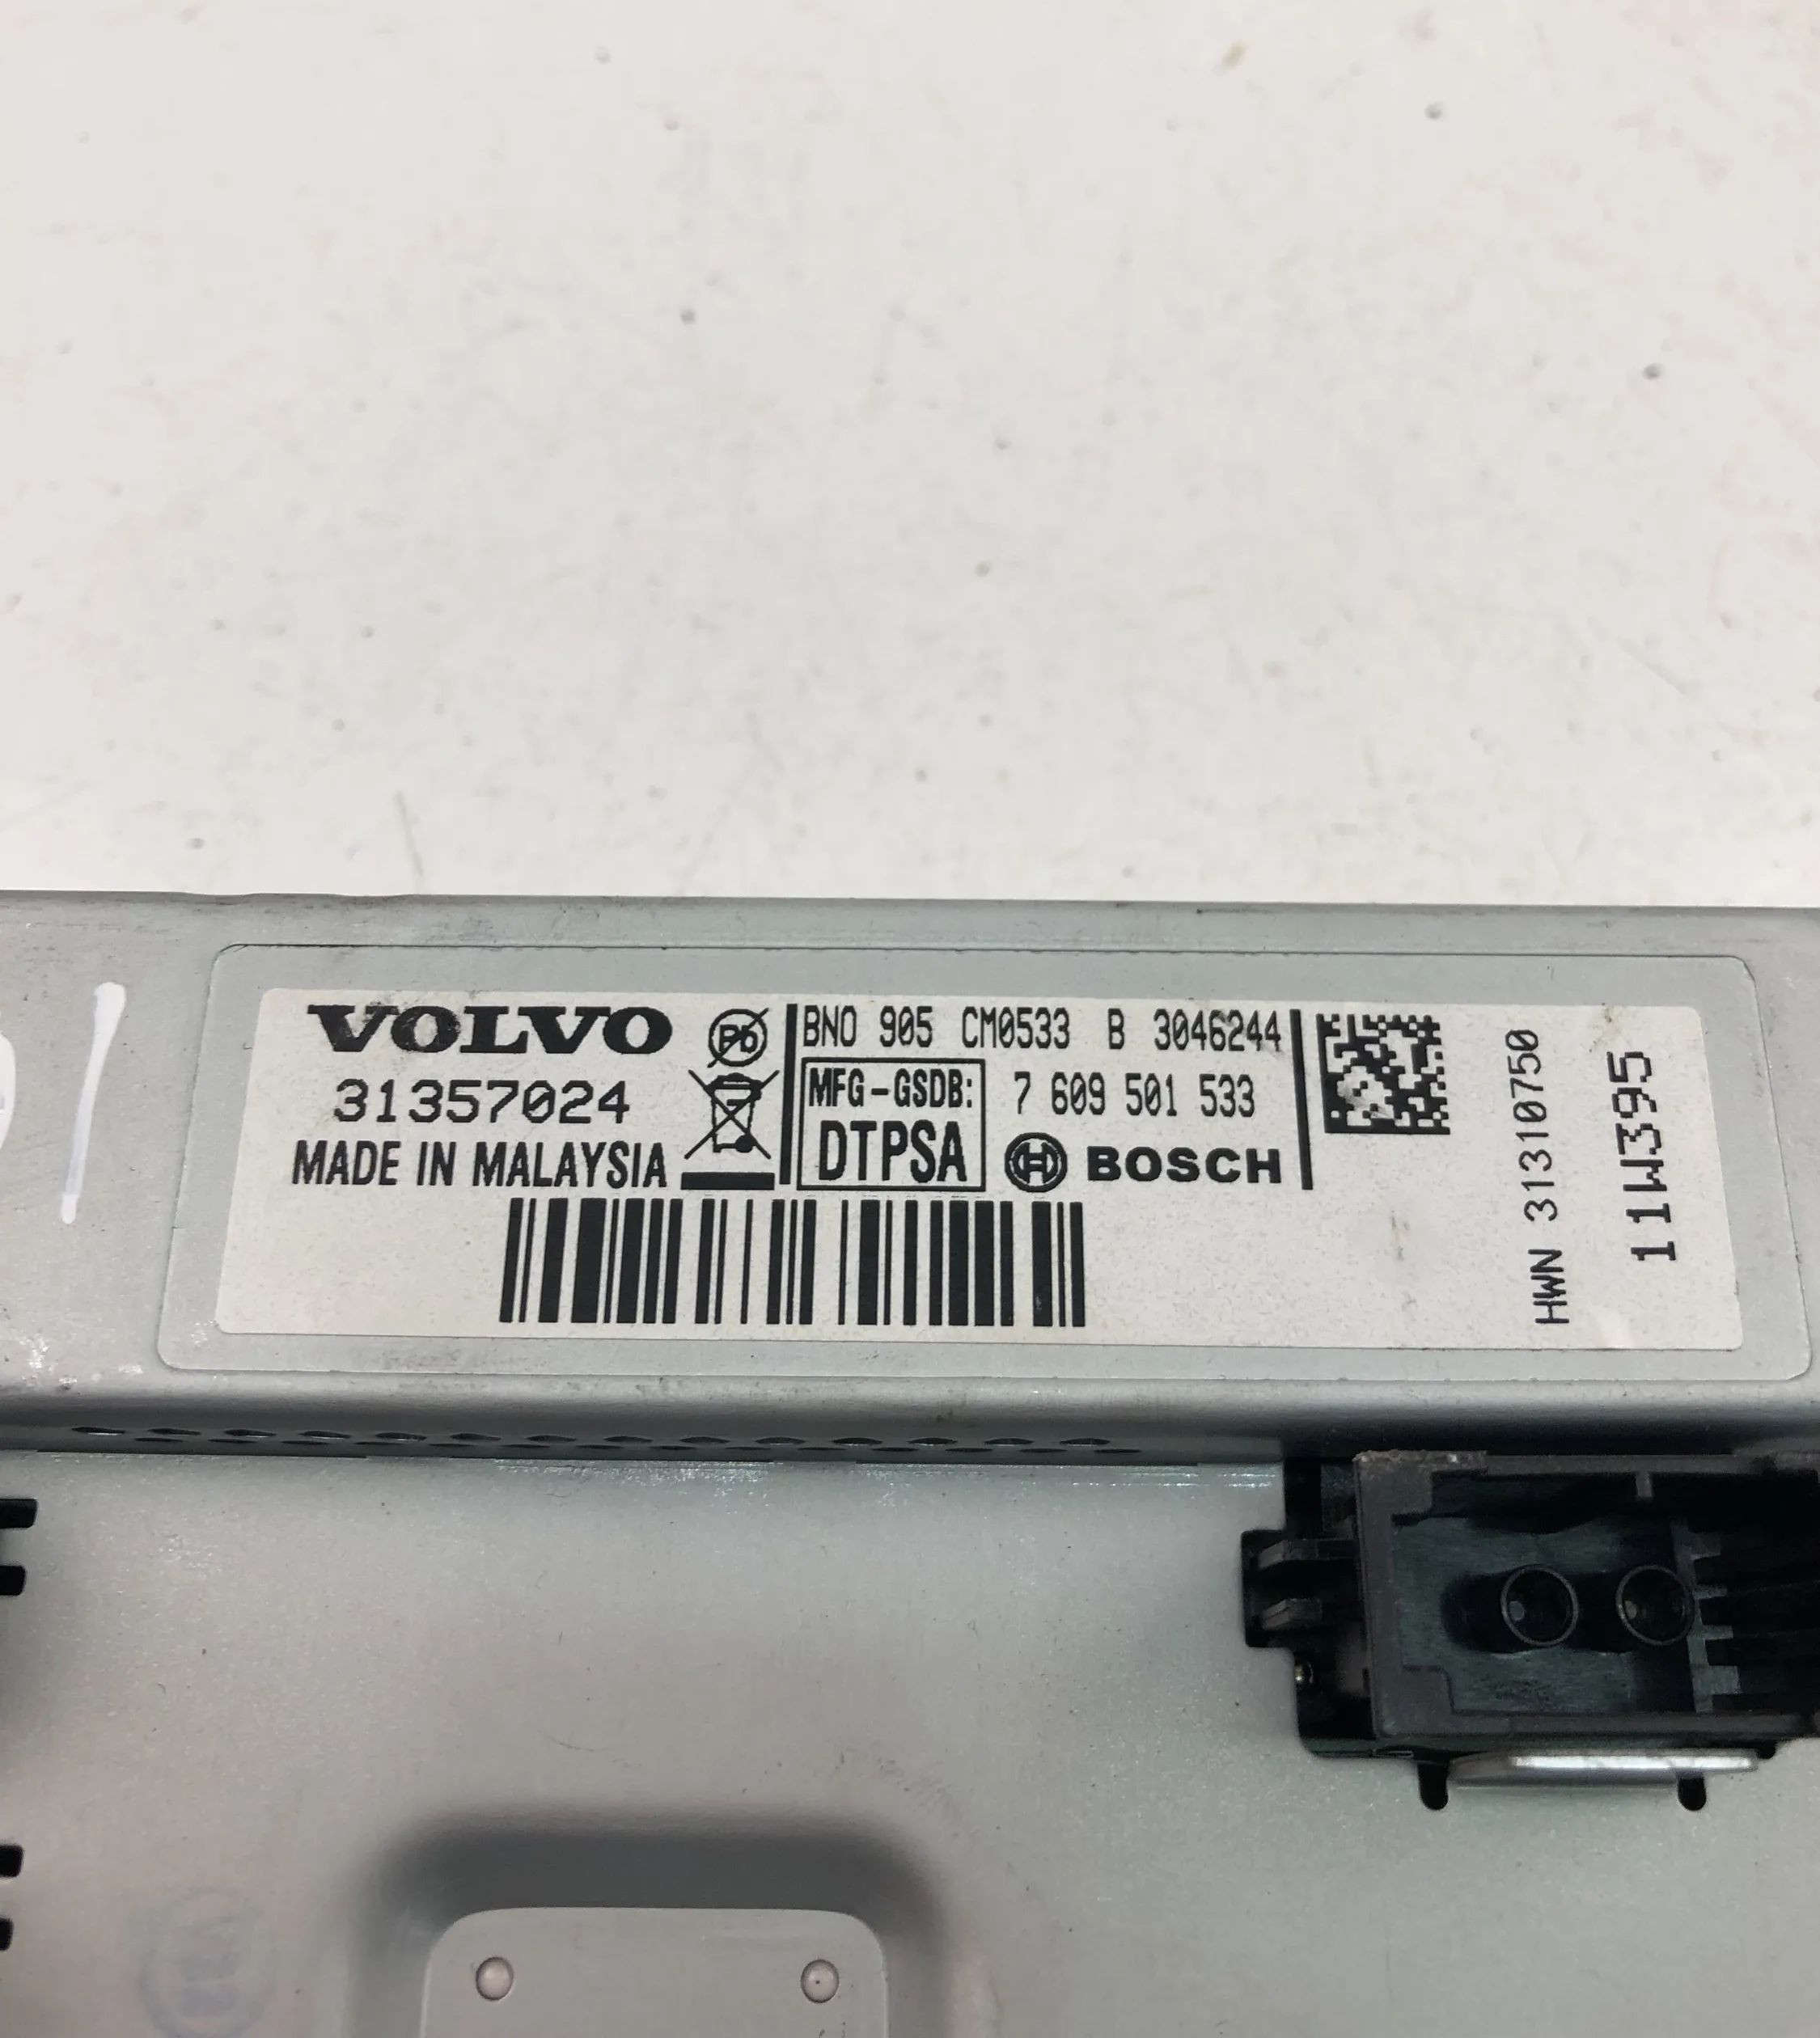 VOLVO
31357024
MADE IN MALAYSIA
Pb
BNO 905 CM0533 B 3046244
MFG-GSDB:
DTPSA
7 609 501 533
BOSCH
HWN 31310750
11W395